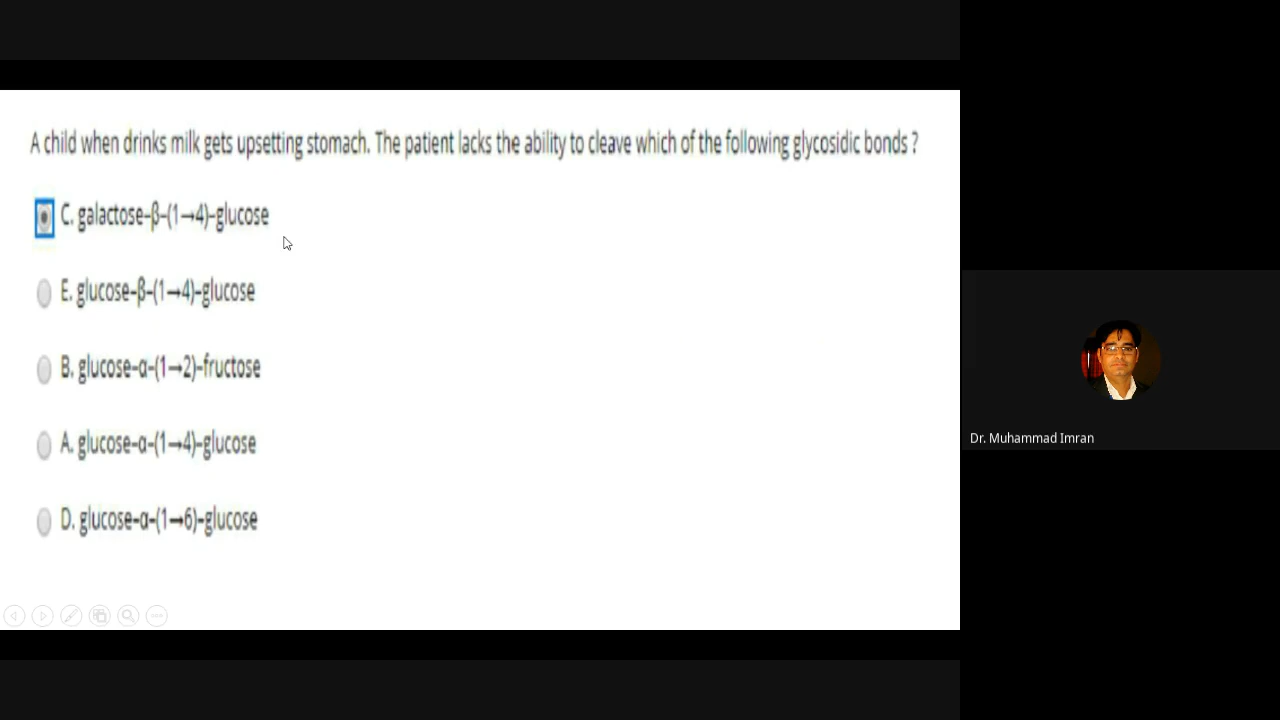 A child when drinks milk gets upsetting stomach. The patient lacks the ability to cleave which of the following glycosidic bonds ?
C. galactose-β-(1→4)-glucose
E. glucose-β-(1→4)-glucose
B. glucose-α-(1→2)-fructose
A. glucose-α-(1→4)-glucose
D. glucose-α-(1→6)-glucose
Dr. Muhammad Imran